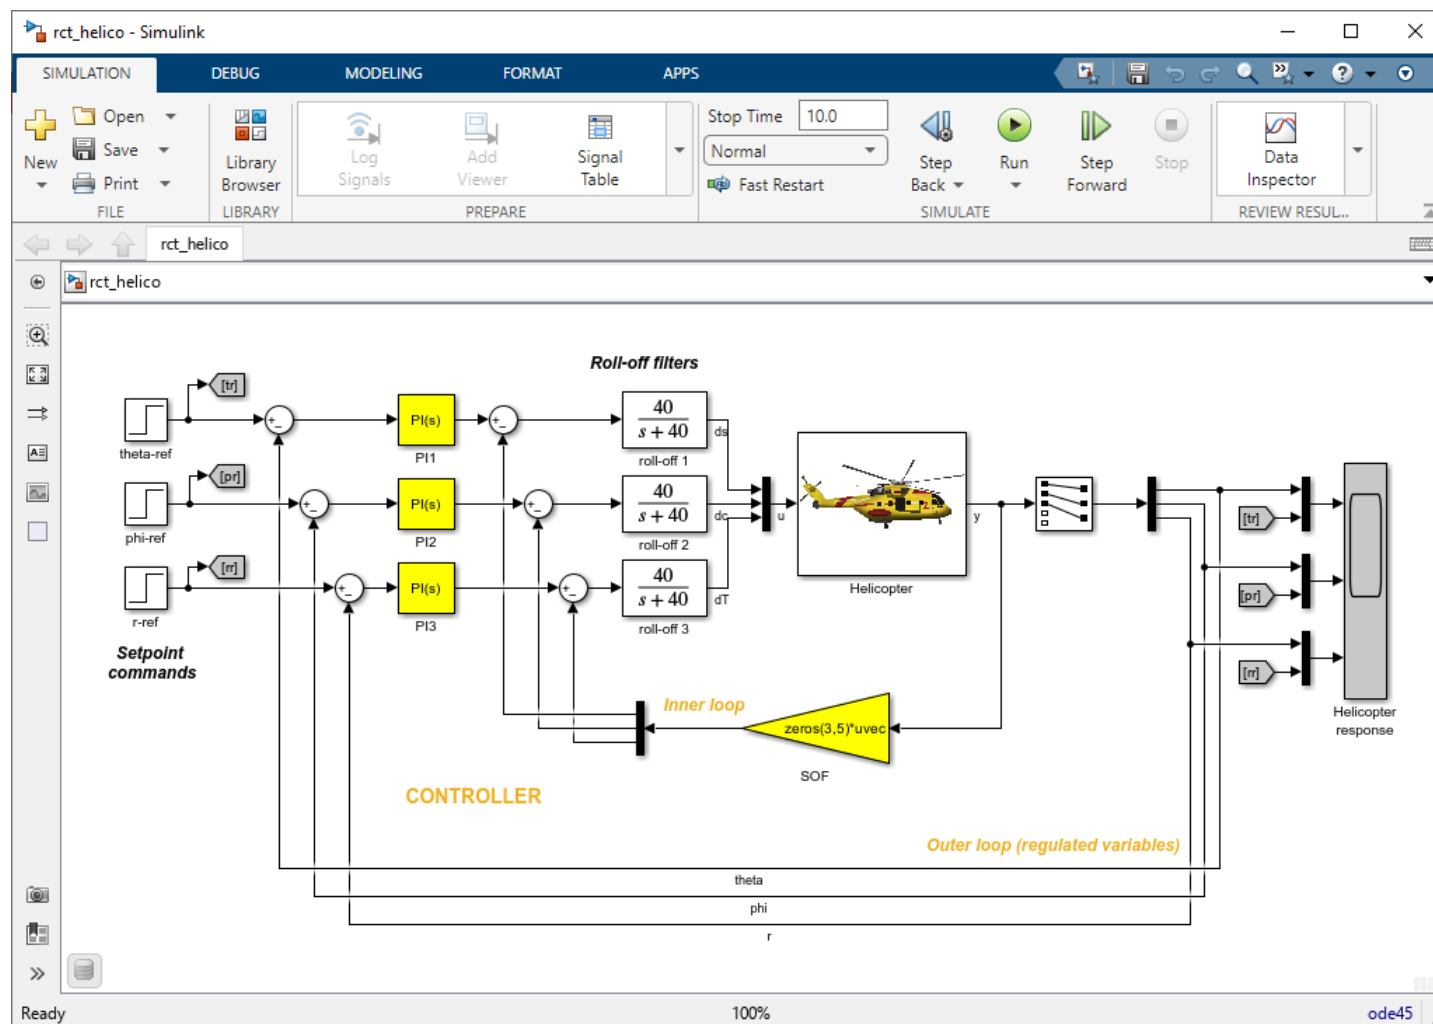 rct_helico - Simulink
SIMULATION DEBUG MODELING FORMAT APPS
New
Open
Save
Print
FILE
Library
Browser
LIBRARY
Log
Signals
Add
Viewer
Signal
Table
PREPARE
Stop Time 10.0
Normal
Fast Restart
Step
Back
Run
Step
Forward
Stop
SIMULATE
Data
Inspector
REVIEW RESUL...
rct_helico
rct_helico
Roll-off filters
[tr]
theta-ref
+_
PI(s)
PI1
+_
40
s + 40
roll-off 1
ds
[pr]
phi-ref
+_
PI(s)
PI2
+_
40
s + 40
roll-off 2
dc
[rr]
r-ref
+_
PI(s)
PI3
+_
40
s + 40
roll-off 3
dT
u
Helicopter
y
[tr]
[pr]
[rr]
Helicopter
response
Setpoint
commands
Inner loop
zeros(3,5)*uvec
SOF
CONTROLLER
Outer loop (regulated variables)
theta
phi
r
Ready 100% ode45